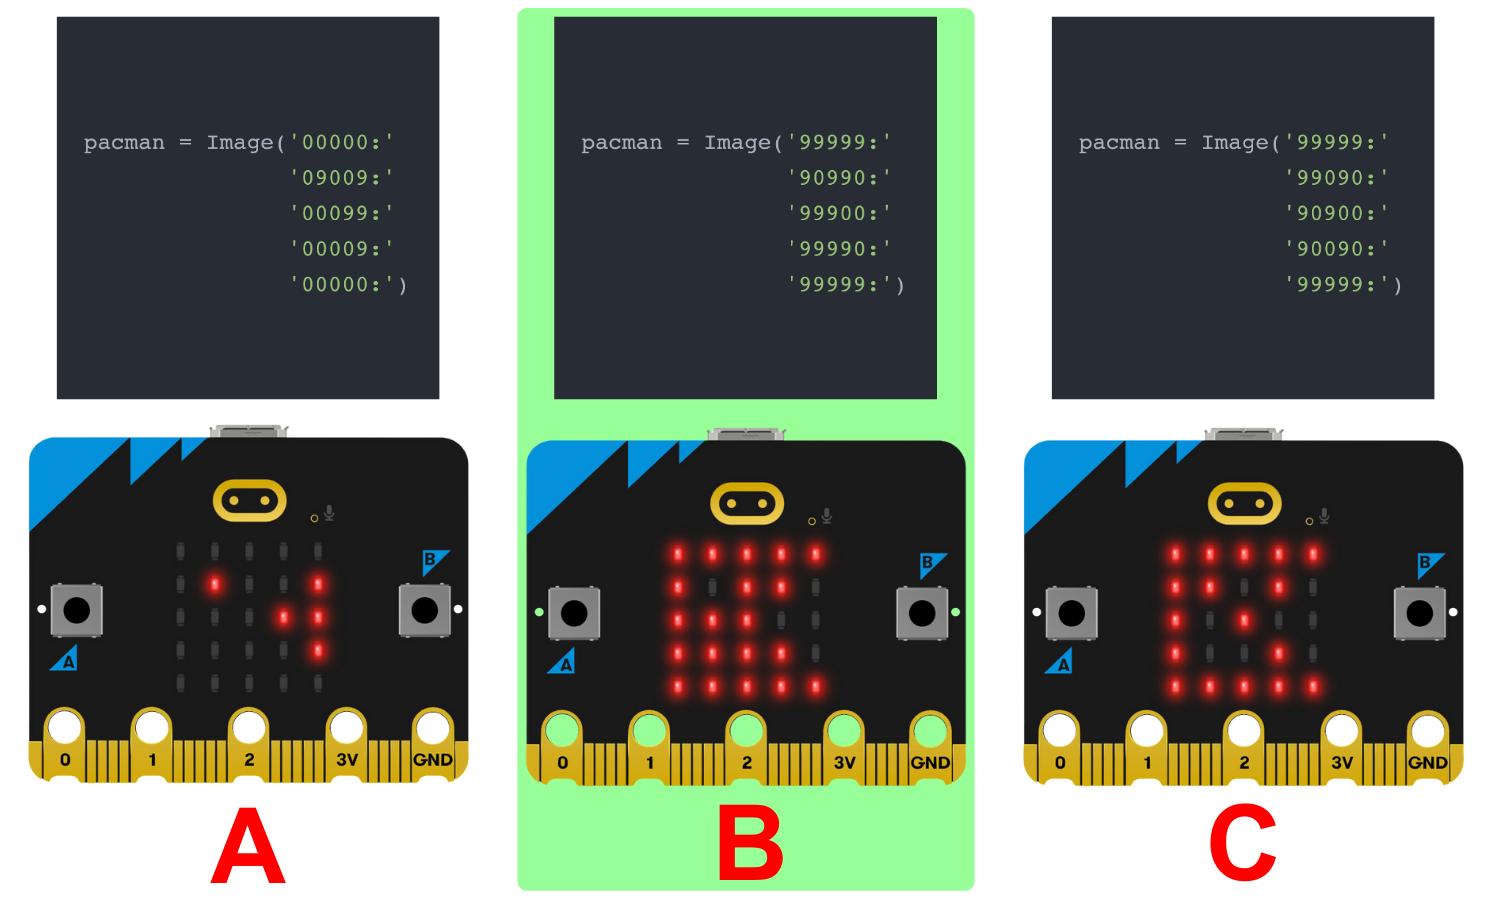 pacman = Image('00000:'
'09009:'
'00099:'
'00009:'
'00000:')
pacman = Image('99999:'
'90990:'
'99900:'
'99990:'
'99999:')
pacman = Image('99999:'
'99090:'
'90900:'
'90090:'
'99999:')
B
A
0 1 2 3V GND
B
A
0 1 2 3V GND
B
A
0 1 2 3V GND
A
B
C